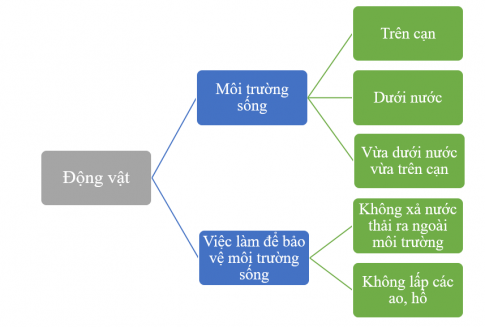 Động vật
Môi trường
sống
Trên cạn
Dưới nước
Vừa dưới nước
vừa trên cạn
Việc làm để bảo
vệ môi trường
sống
Không xả nước
thải ra ngoài
môi trường
Không lấp các
ao, hồ